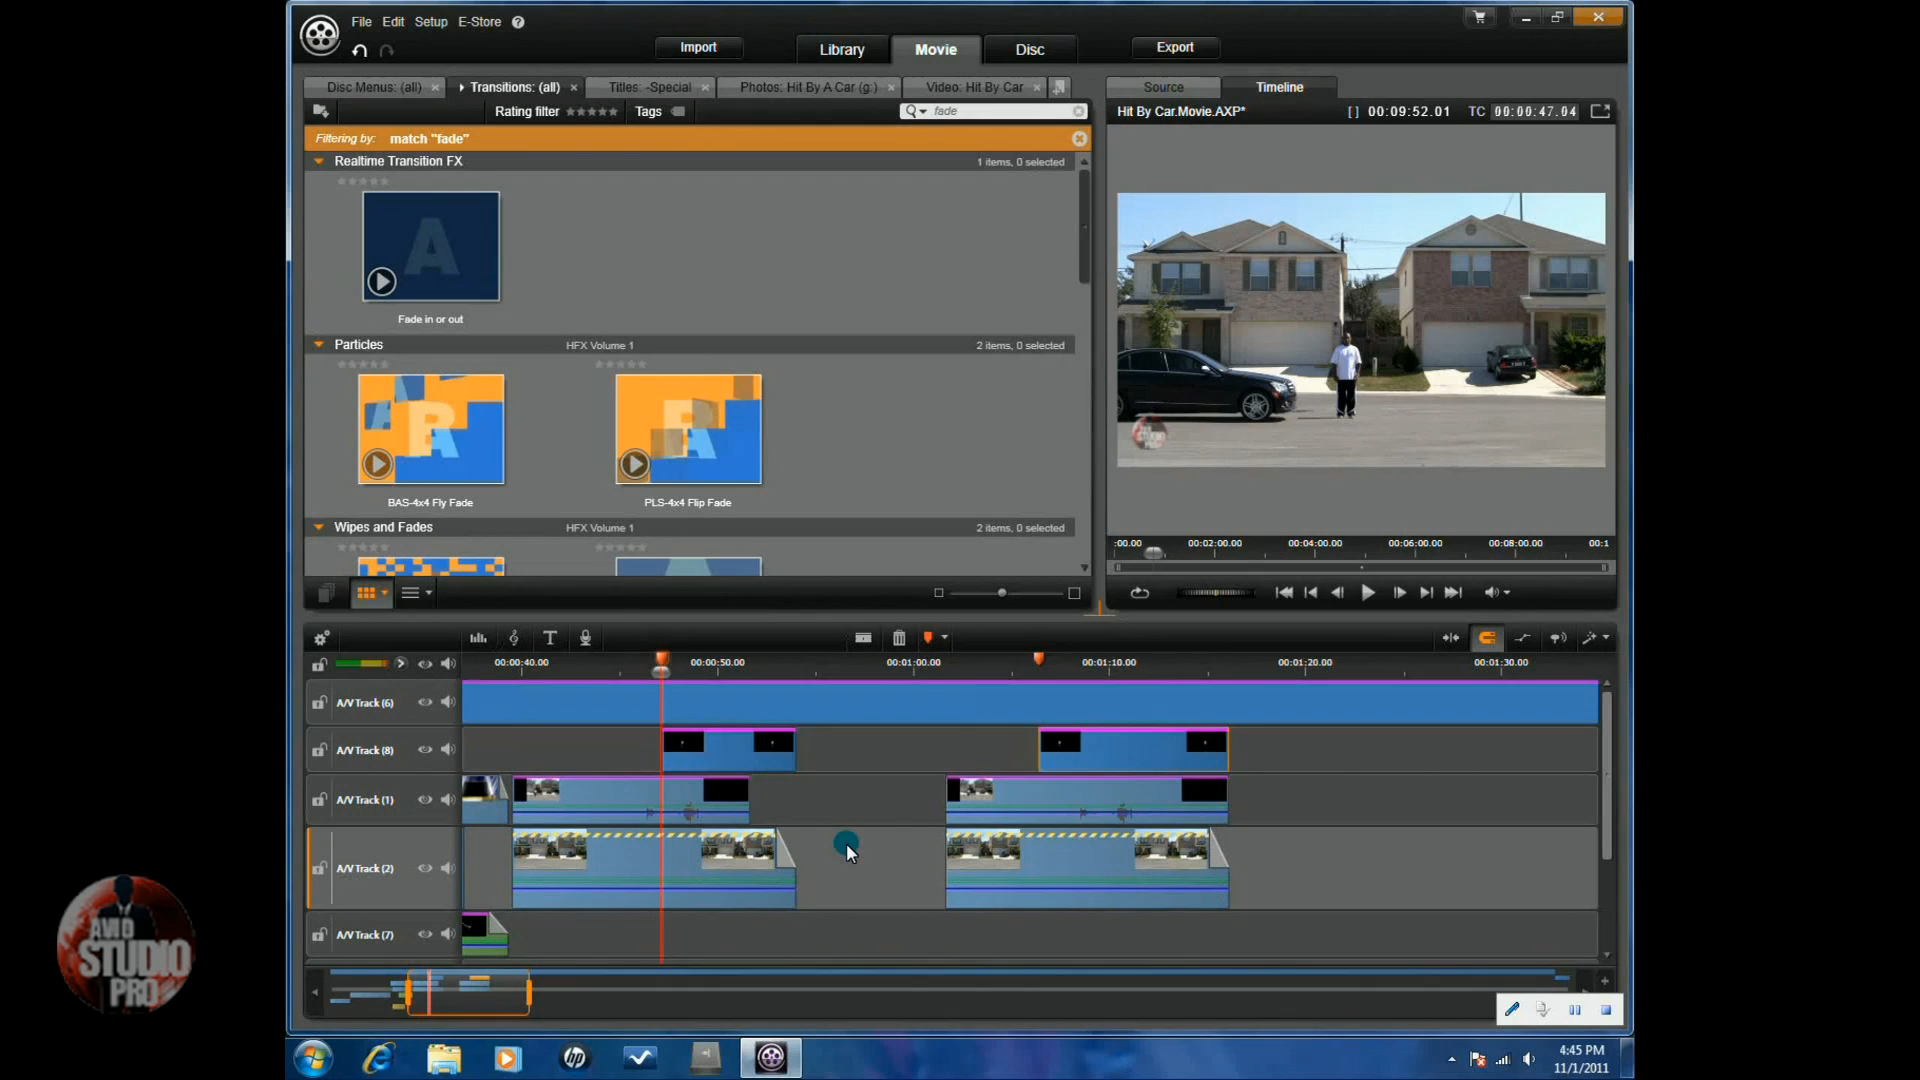 File Edit Setup E-Store ?
Import Library Movie Disc Export
Disc Menus: (all) × Transitions: (all) × Titles: -Special × Photos: Hit By A Car (g:) × Video: Hit By Car × Source Timeline
Rating filter Tags fade
Hit By Car.Movie.AXP* [ ] 00:09:52.01 TC 00:00:47.04
Filtering by: match "fade"
Realtime Transition FX 1 items, 0 selected
A
Fade in or out
Particles HFX Volume 1 2 items, 0 selected
A B A
B A
BAS-4x4 Fly Fade PLS-4x4 Flip Fade
Wipes and Fades HFX Volume 1 2 items, 0 selected
:00.00 00:02:00.00 00:04:00.00 00:06:00.00 00:08:00.00 00:1
00:00:40.00 00:00:50.00 00:01:00.00 00:01:10.00 00:01:20.00 00:01:30.00
A/V Track (6)
A/V Track (8)
A/V Track (1)
A/V Track (2)
A/V Track (7)
AVID
STUDIO
PRO
hp
4:45 PM
11/1/2011